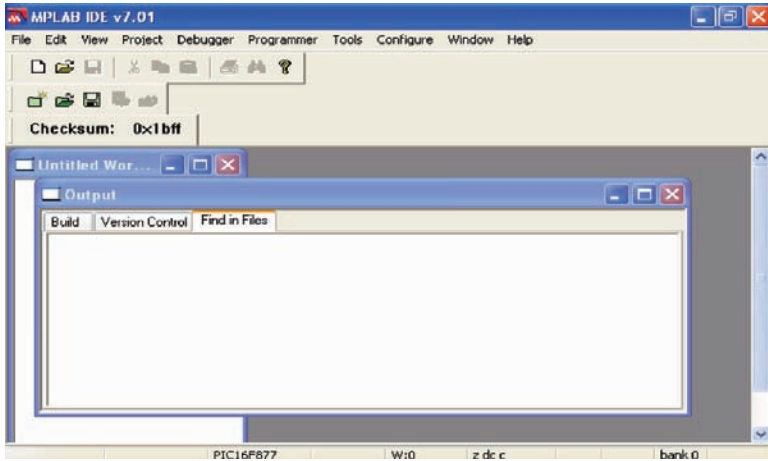 MPLAB IDE v7.01
File Edit View Project Debugger Programmer Tools Configure Window Help
Checksum: 0x1bff
Untitled Wor...
Output
Build Version Control Find in Files
PIC16F877 W:0 z dc c bank 0